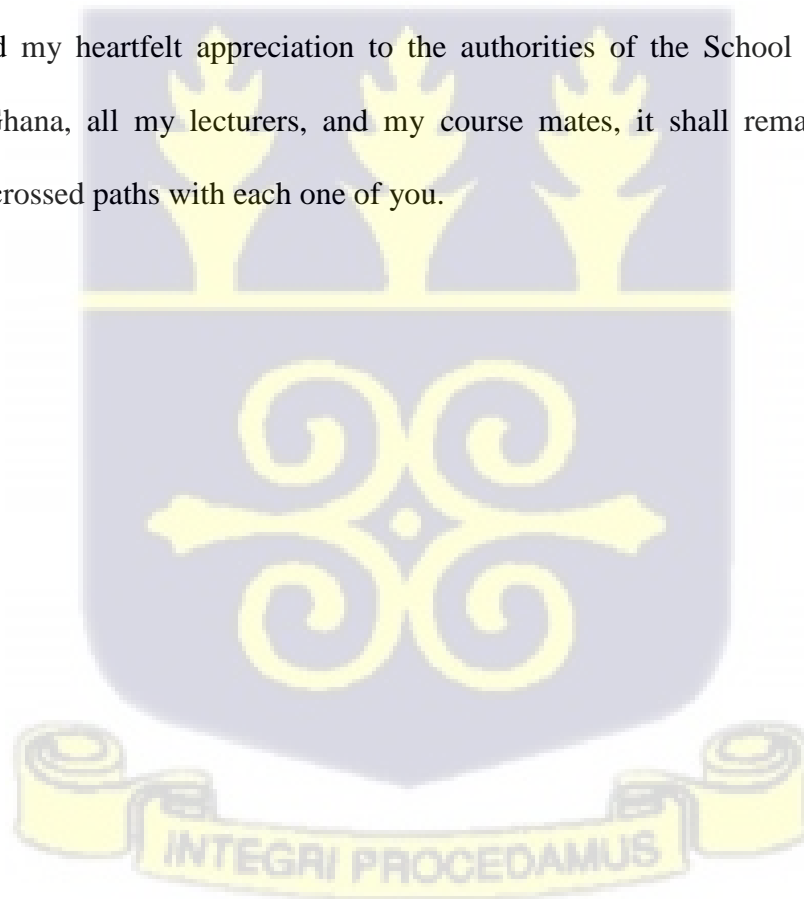 my heartfelt appreciation to the authorities of the School
hana, all my lecturers, and my course mates, it shall rema
crossed paths with each one of you.
INTEGRI PROCEDAMUS